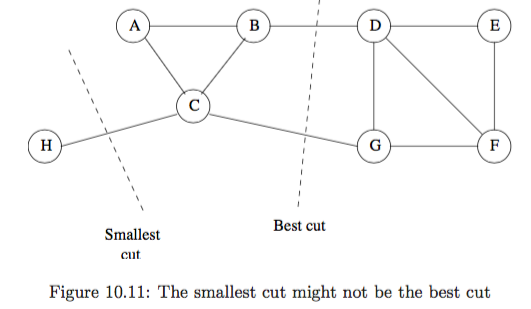 A
B
D
E
C
H
G
F
Best cut
Smallest
cut
Figure 10.11: The smallest cut might not be the best cut